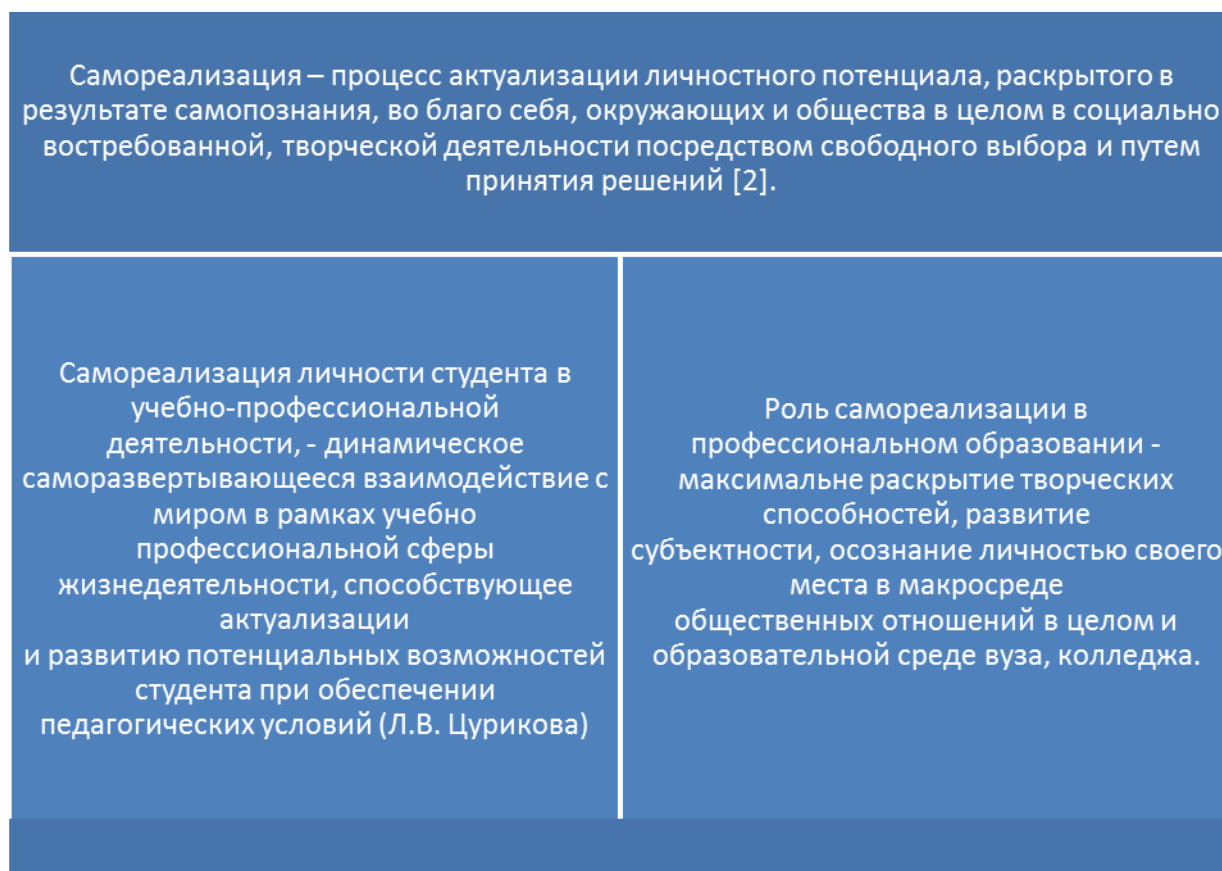 Самореализация – процесс актуализации личностного потенциала, раскрытого в
результате самопознания, во благо себя, окружающих и общества в целом в социально
востребованной, творческой деятельности посредством свободного выбора и путем
принятия решений [2].
Самореализация личности студента в
учебно-профессиональной
деятельности, - динамическое
саморазвертывающееся взаимодействие с
миром в рамках учебно
профессиональной сферы
жизнедеятельности, способствующее
актуализации
и развитию потенциальных возможностей
студента при обеспечении
педагогических условий (Л.В. Цурикова)
Роль самореализации в
профессиональном образовании -
максимальне раскрытие творческих
способностей, развитие
субъектности, осознание личностью своего
места в макросреде
общественных отношений в целом и
образовательной среде вуза, колледжа.